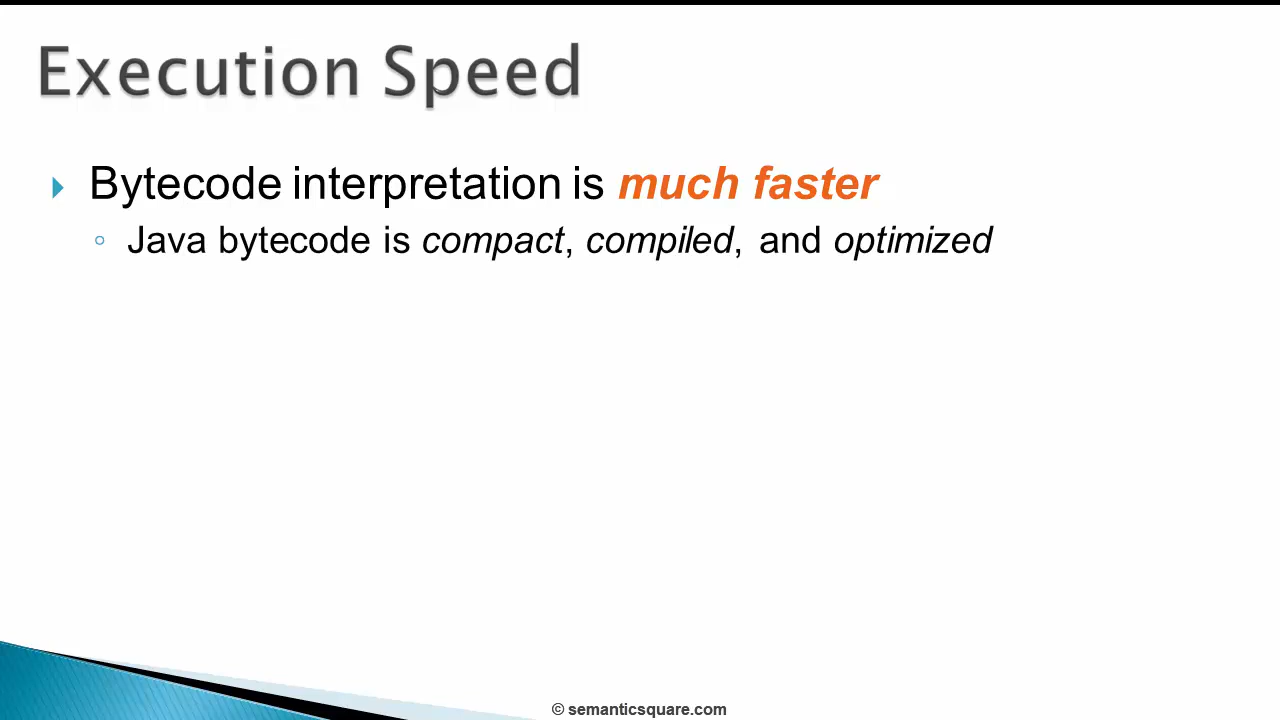 Execution Speed
Bytecode interpretation is much faster
Java bytecode is compact, compiled, and optimized
© semanticsquare.com